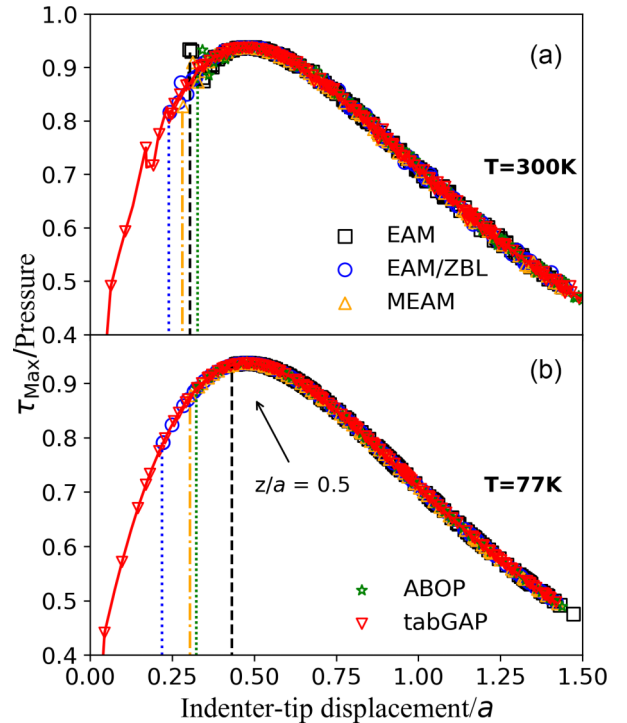 1.0
0.9
0.8
0.7
0.6
0.5
0.4
(a)
T=300K
EAM
EAM/ZBL
MEAM
τMax/Pressure
0.9
0.8
0.7
0.6
0.5
0.4
(b)
z/a = 0.5
T=77K
ABOP
tabGAP
0.00 0.25 0.50 0.75 1.00 1.25 1.50
Indenter-tip displacement/a